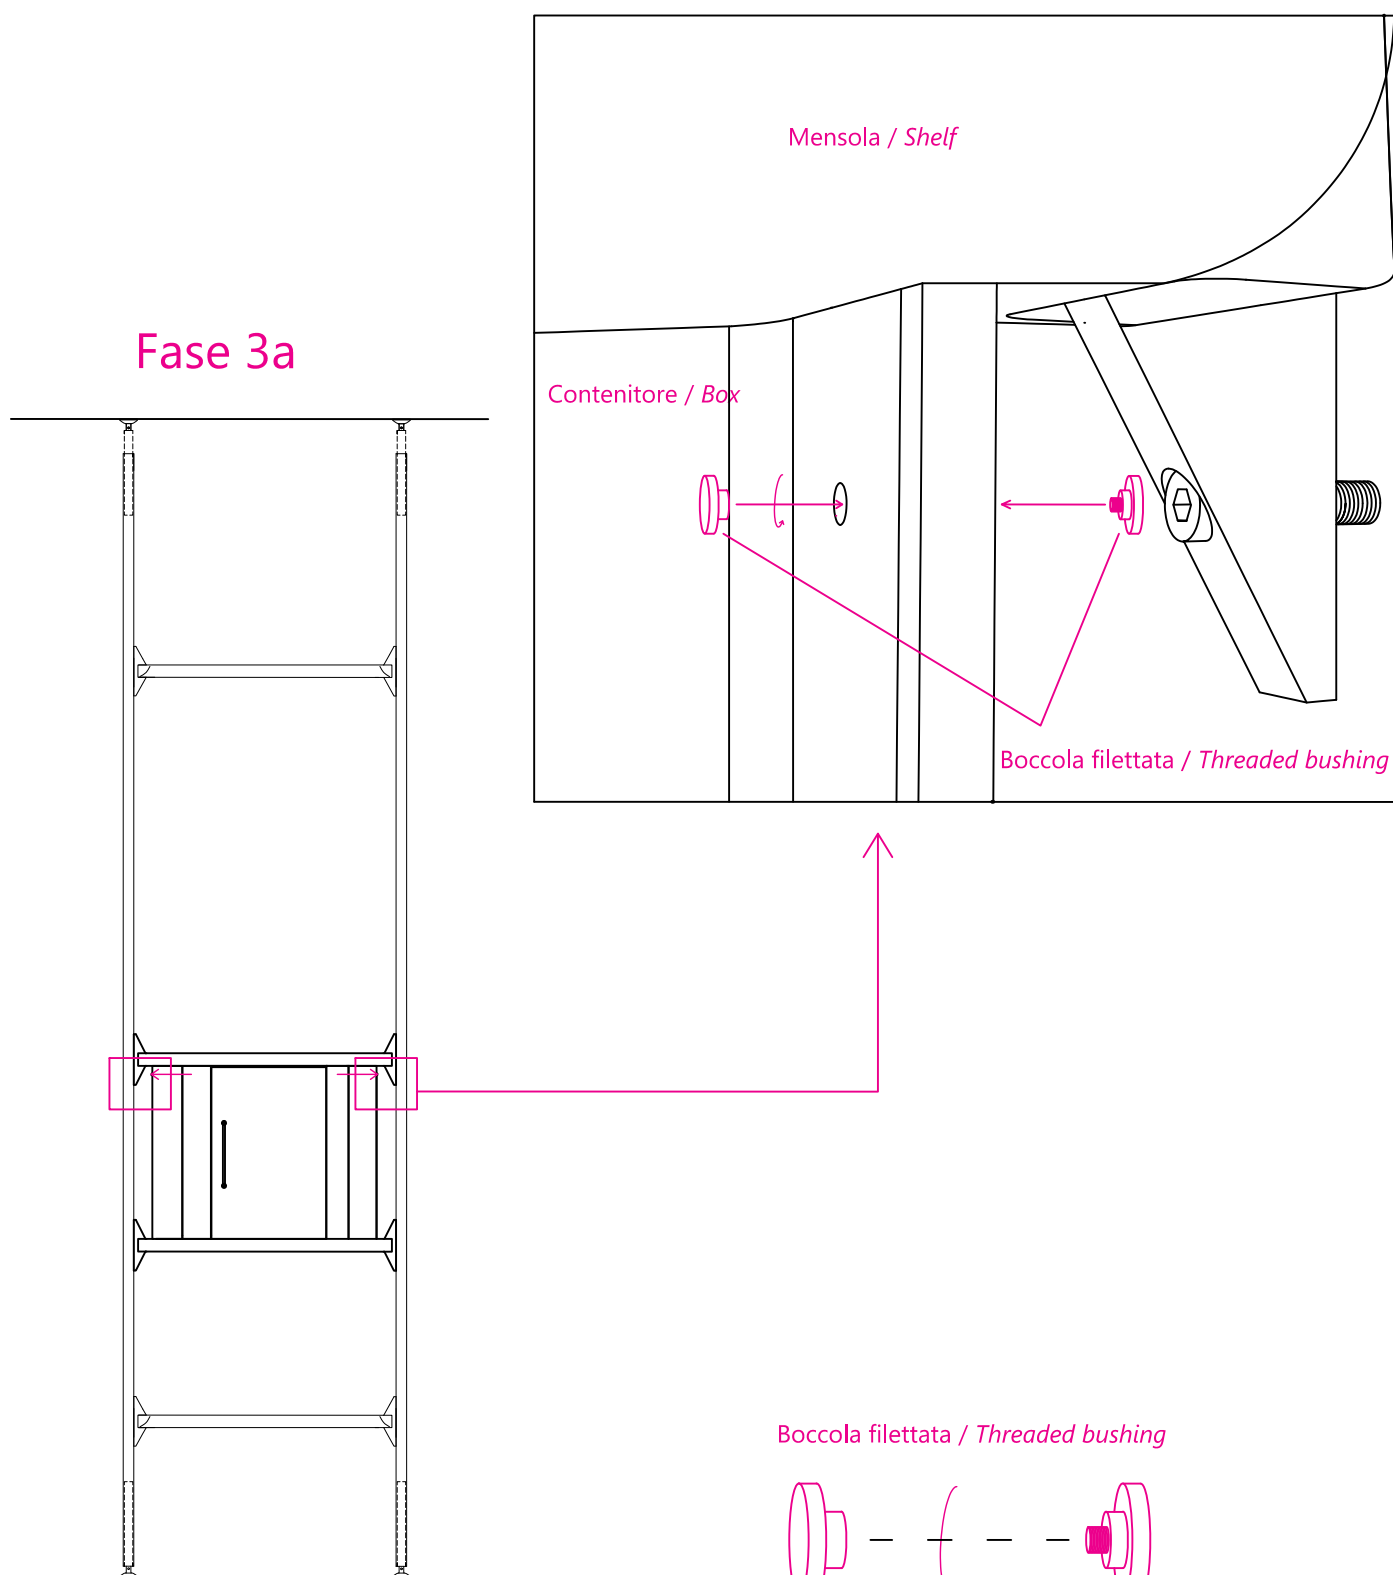 Mensola / Shelf
Fase 3a
Contenitore / Box
Boccola filettata / Threaded bushing
Boccola filettata / Threaded bushing